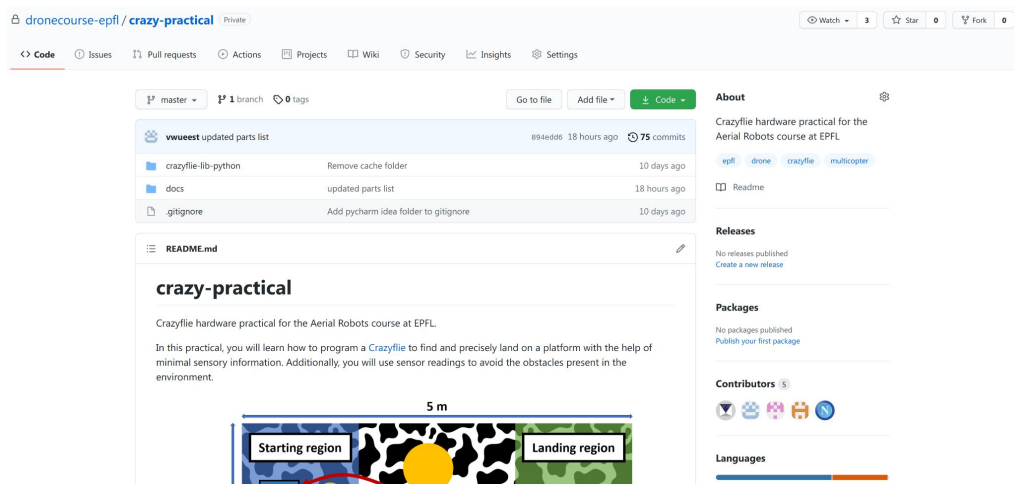 dronecourse-epfl / crazy-practical Private
Watch 3 Star 0 Fork 0
Code Issues Pull requests Actions Projects Wiki Security Insights Settings
master 1 branch 0 tags Go to file Add file Code
vwueest updated parts list 894edd6 18 hours ago 75 commits
crazyflie-lib-python Remove cache folder 10 days ago
docs updated parts list 18 hours ago
.gitignore Add pycharm idea folder to gitignore 10 days ago
README.md
crazy-practical
Crazyflie hardware practical for the Aerial Robots course at EPFL.
In this practical, you will learn how to program a Crazyflie to find and precisely land on a platform with the help of
minimal sensory information. Additionally, you will use sensor readings to avoid the obstacles present in the
environment.
5 m
Starting region
Landing region
About
Crazyflie hardware practical for the
Aerial Robots course at EPFL
epfl drone crazyflie multicopter
Readme
Releases
No releases published
Create a new release
Packages
No packages published
Publish your first package
Contributors 5
N
Languages